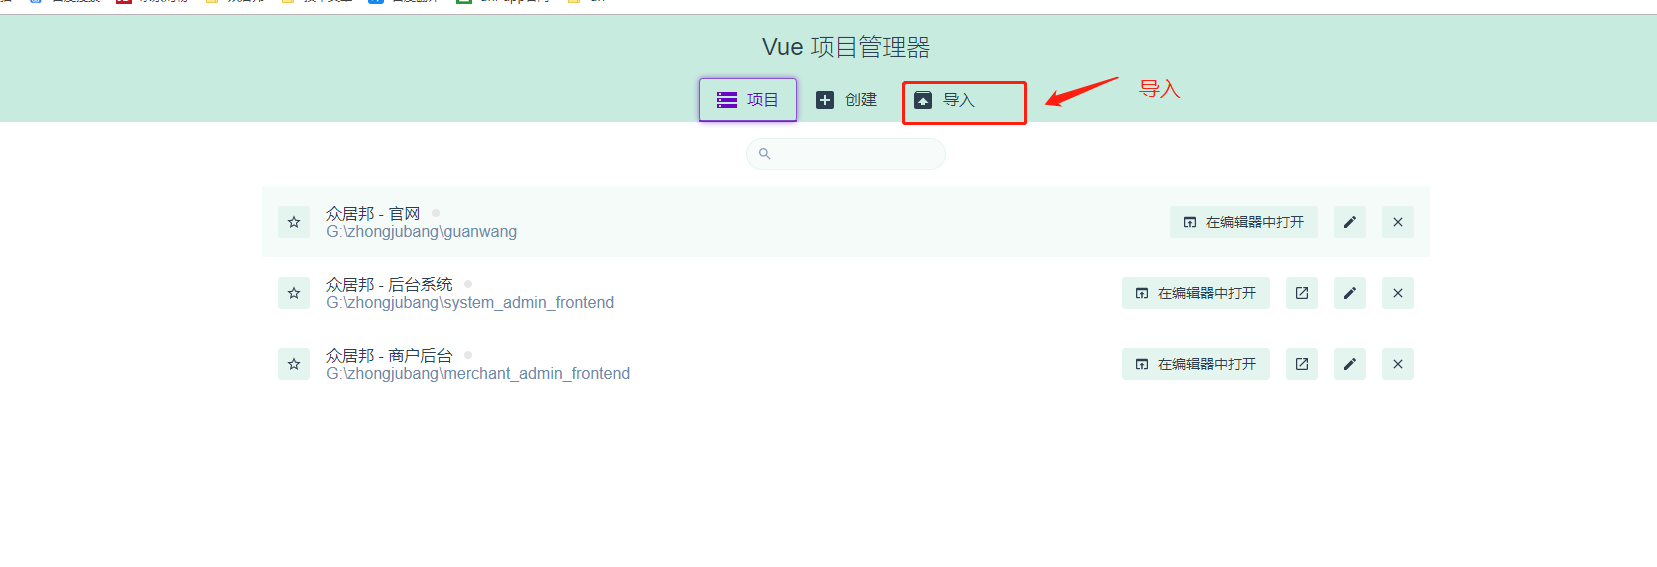 Vue 项目管理器
项目 创建 导入 导入
众居邦 - 官网
G:\zhongjubang\guanwang
在编辑器中打开
众居邦 - 后台系统
G:\zhongjubang\system_admin_frontend
在编辑器中打开
众居邦 - 商户后台
G:\zhongjubang\merchant_admin_frontend
在编辑器中打开